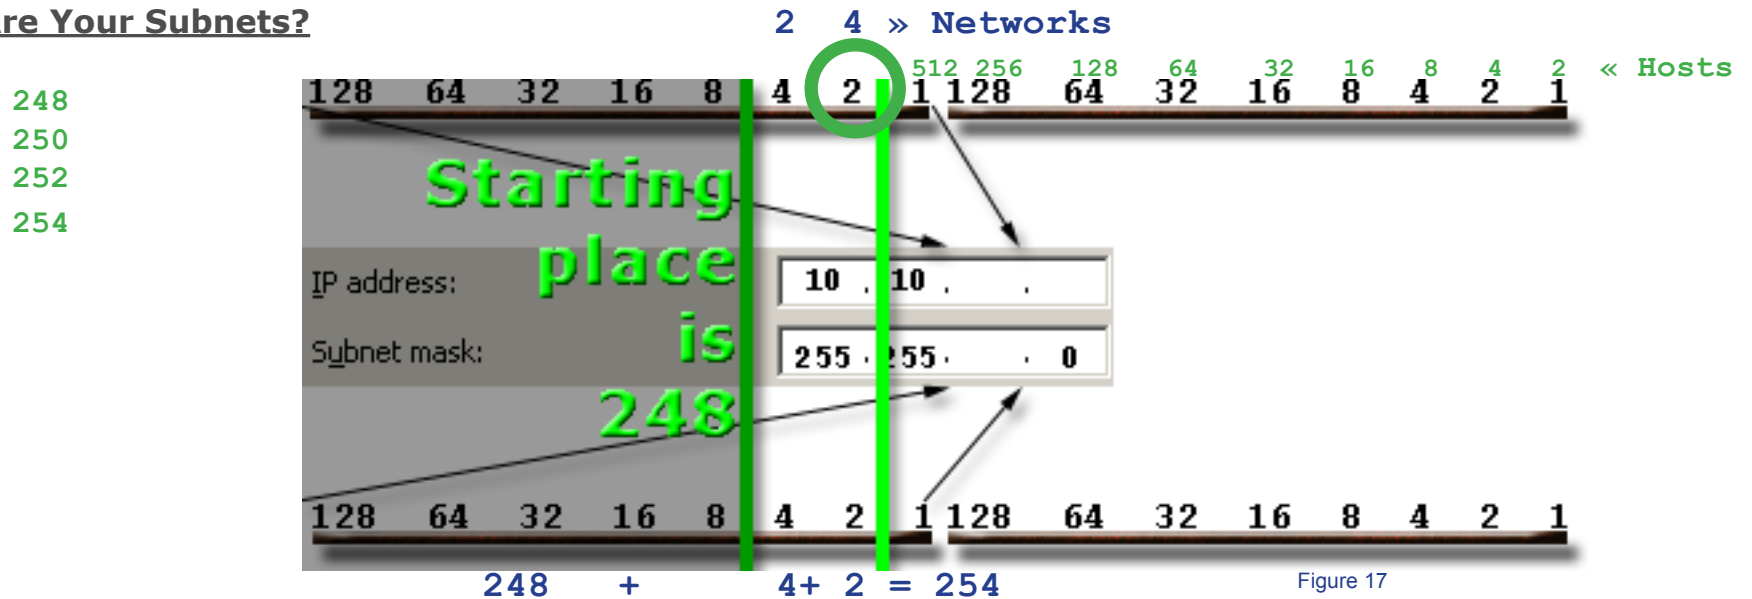 re Your Subnets?
2 4 » Networks
512 256 128 64 32 16 8 4 2 « Hosts
128 64 32 16 8 4 2 1 128 64 32 16 8 4 2 1
248
250
252
254
Starting
place
is
248
IP address: 10 . 10 . .
Subnet mask: 255 . 255 . . 0
128 64 32 16 8 4 2 1 128 64 32 16 8 4 2 1
248 + 4+ 2 = 254
Figure 17